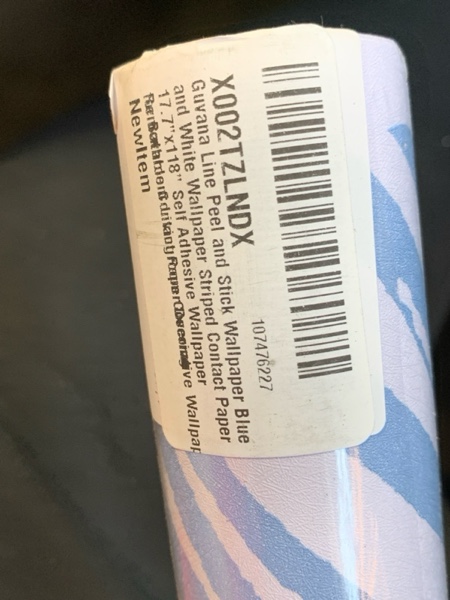 107476227
X002TZLNDX
Guvana Line Peel and Stick Wallpaper Blue
and White Wallpaper Striped Contact Paper
17.7"x118" Self Adhesive Wallpaper
Wallpap
NewItem